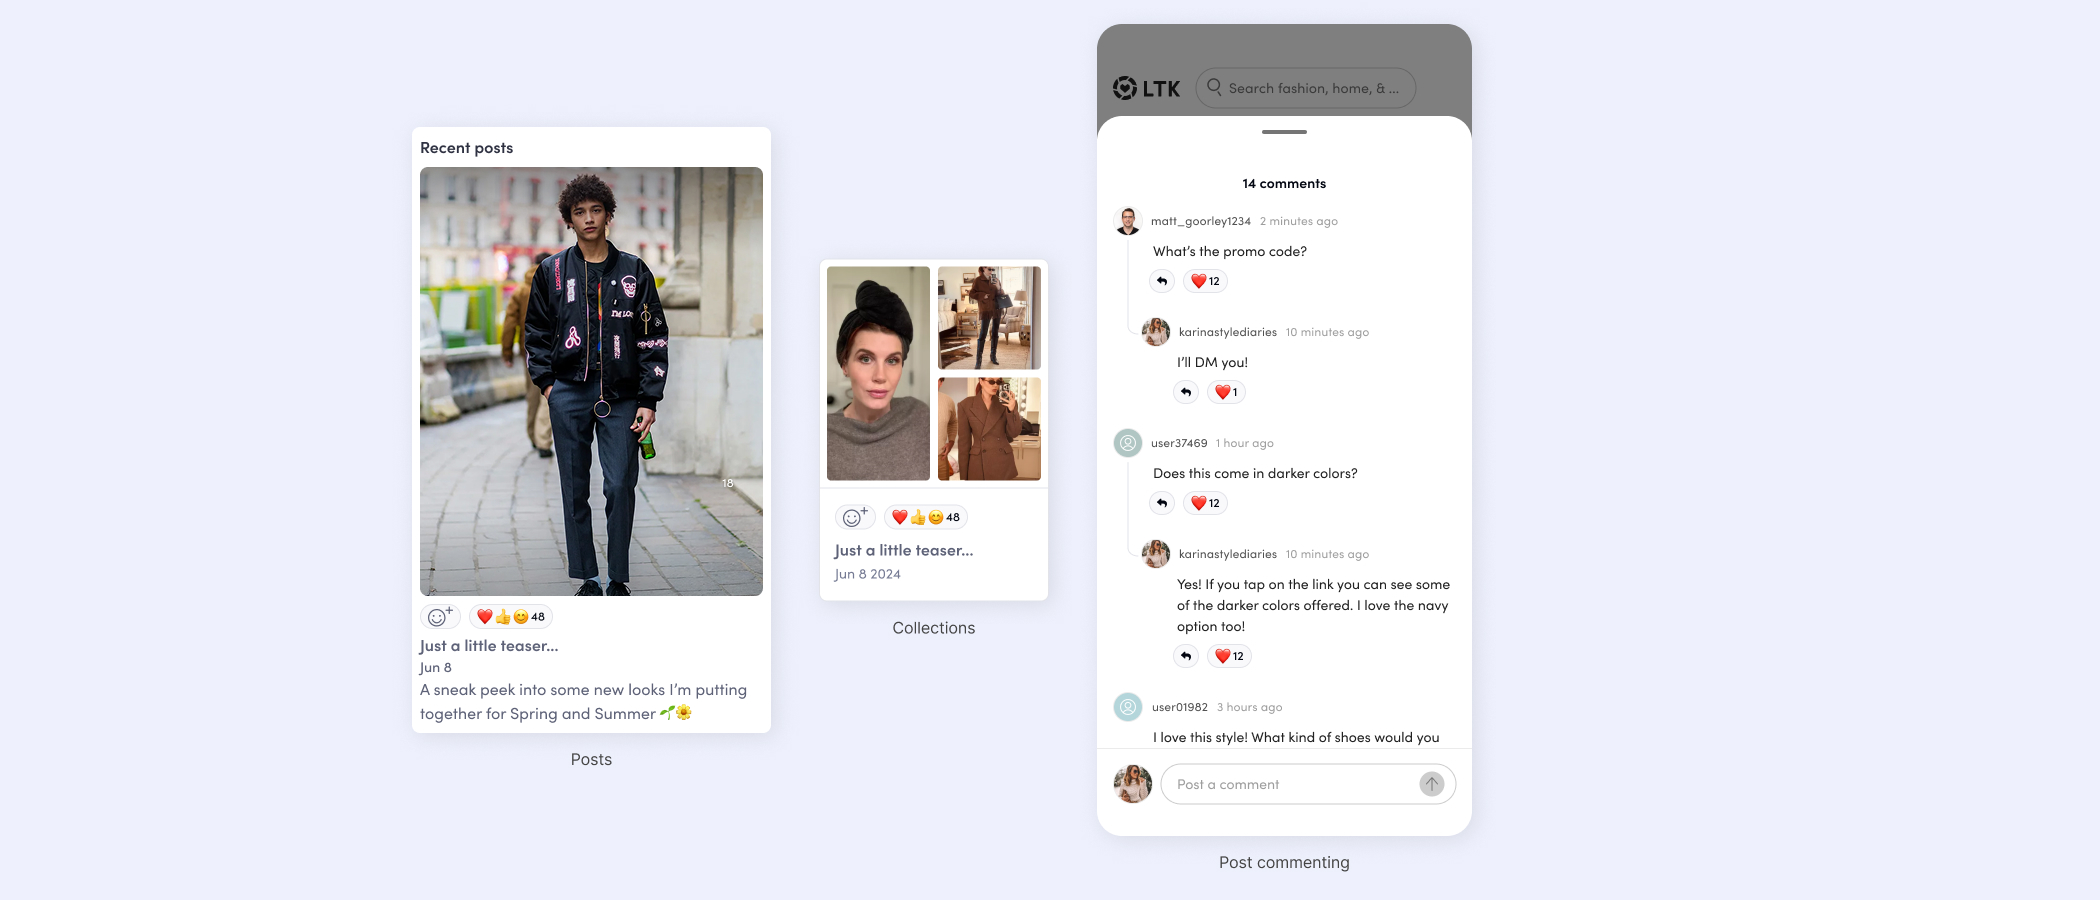 Recent posts
I'M LO
18
48
Just a little teaser...
Jun 8
A sneak peek into some new looks I'm putting
together for Spring and Summer 🌱🌼
Posts
48
Just a little teaser...
Jun 8 2024
Collections
LTK
Search fashion, home, & ...
14 comments
matt_goorley1234 2 minutes ago
What's the promo code?
12
karinastylediaries 10 minutes ago
I'll DM you!
1
user37469 1 hour ago
Does this come in darker colors?
12
karinastylediaries 10 minutes ago
Yes! If you tap on the link you can see some
of the darker colors offered. I love the navy
option too!
12
user01982 3 hours ago
I love this style! What kind of shoes would you
Post a comment
Post commenting